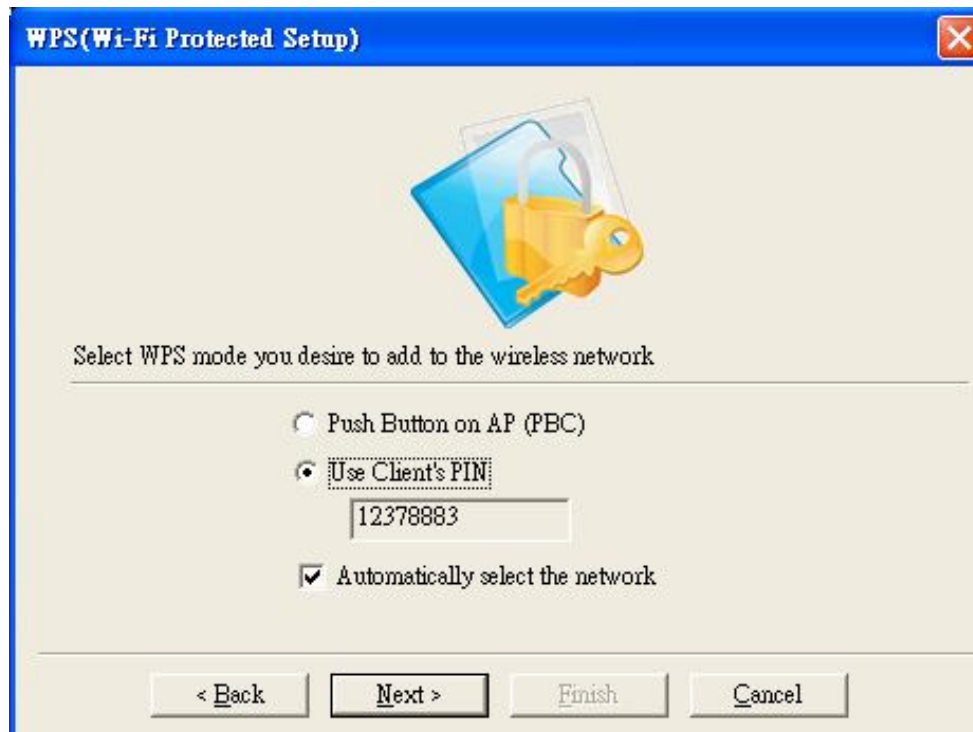 WPS(Wi-Fi Protected Setup)
Select WPS mode you desire to add to the wireless network
Push Button on AP (PBC)
Use Client's PIN
12378883
Automatically select the network
< Back
Next >
Finish
Cancel